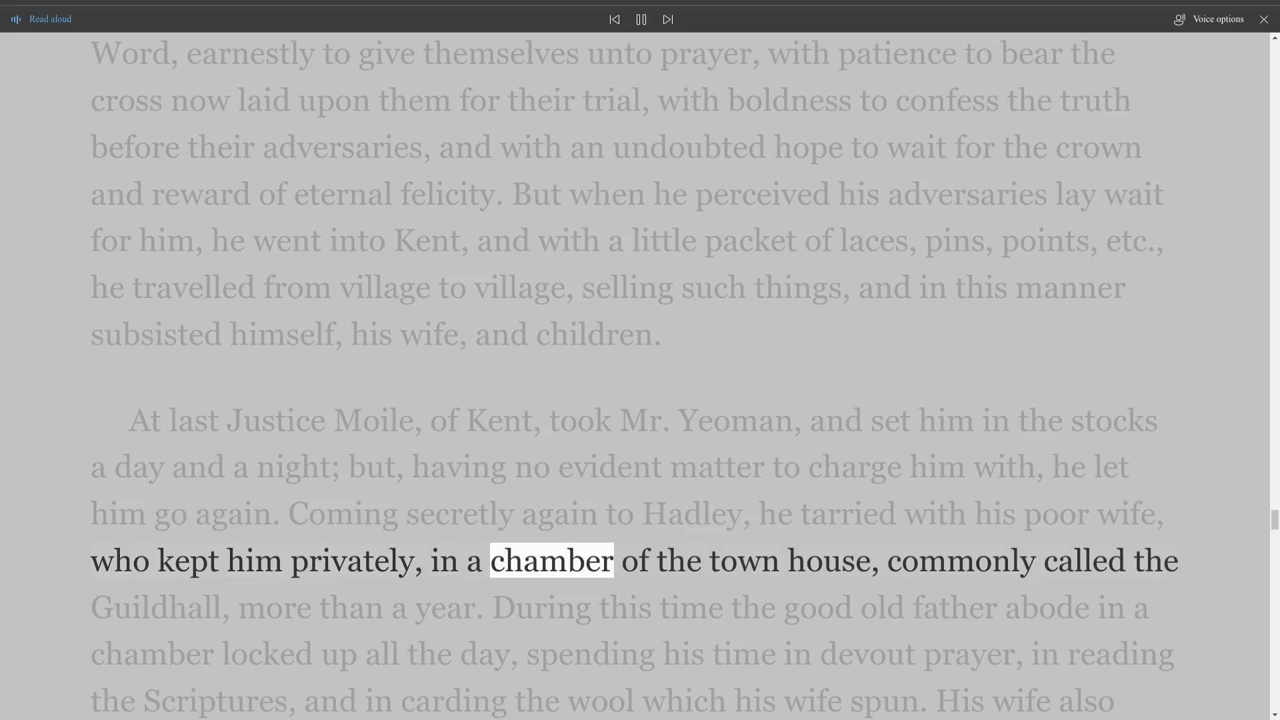 Read aloud
Voice options
Word, earnestly to give themselves unto prayer, with patience to bear the
cross now laid upon them for their trial, with boldness to confess the truth
before their adversaries, and with an undoubted hope to wait for the crown
and reward of eternal felicity. But when he perceived his adversaries lay wait
for him, he went into Kent, and with a little packet of laces, pins, points, etc.,
he travelled from village to village, selling such things, and in this manner
subsisted himself, his wife, and children.
At last Justice Moile, of Kent, took Mr. Yeoman, and set him in the stocks
a day and a night; but, having no evident matter to charge him with, he let
him go again. Coming secretly again to Hadley, he tarried with his poor wife,
who kept him privately, in a chamber of the town house, commonly called the
Guildhall, more than a year. During this time the good old father abode in a
chamber locked up all the day, spending his time in devout prayer, in reading
the Scriptures, and in carding the wool which his wife spun. His wife also